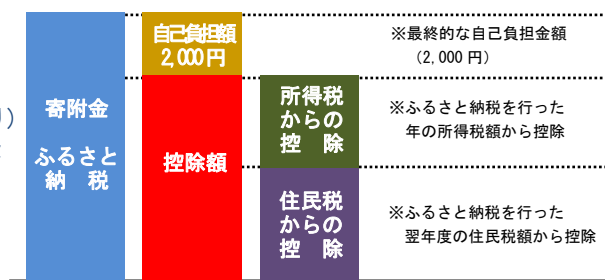 寄附金
ふるさと
納　税
自己負担額
2,000円
控除額
所得税
からの
控　除
住民税
からの
控　除
※最終的な自己負担金額
（2,000円）
※ふるさと納税を行った
年の所得税額から控除
※ふるさと納税を行った
翌年度の住民税額から控除